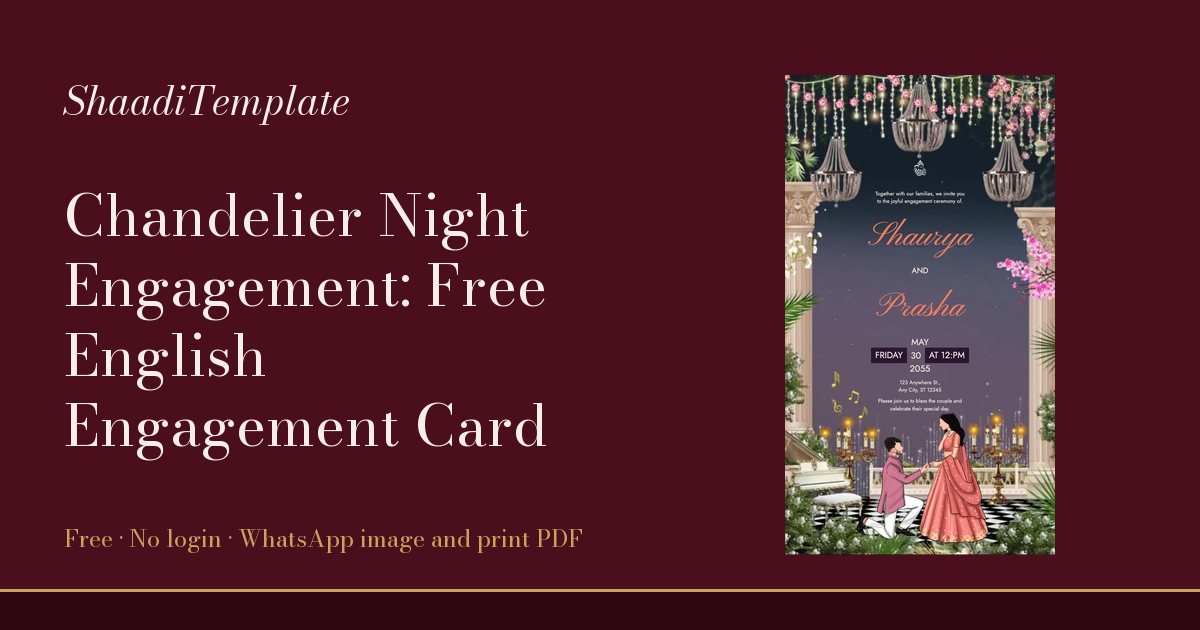 ShaadiTemplate
Chandelier Night
Engagement: Free
English
Engagement Card
Free · No login · WhatsApp image and print PDF
Together with our families, we invite you
to the joyful engagement ceremony of.
Shaurya
AND
Prasha
MAY
FRIDAY 30 AT 12:PM
2055
123 Anywhere St.,
Any City, ST 12345
Please join us to bless the couple and
celebrate their special day.